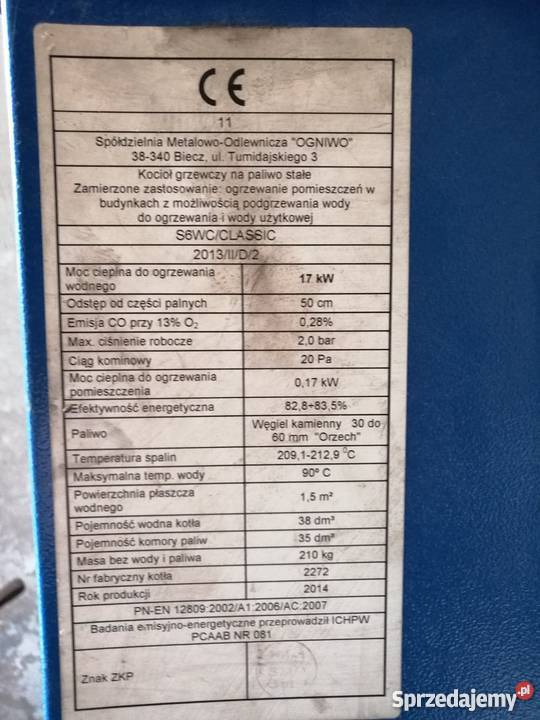 CE
11
Spółdzielnia Metalowo-Odlewnicza "OGNIWO"
38-340 Biecz, ul. Tumidajskiego 3
Kocioł grzewczy na paliwo stałe
Zamierzone zastosowanie: ogrzewanie pomieszczeń w
budynkach z możliwością podgrzewania wody
do ogrzewania i wody użytkowej
S6WC/CLASSIC
2013/II/D/2
Moc cieplna do ogrzewania
wodnego 17 kW
Odstęp od części palnych 50 cm
Emisja CO przy 13% O₂ 0,28%
Max. ciśnienie robocze 2,0 bar
Ciąg kominowy 20 Pa
Moc cieplna do ogrzewania
pomieszczenia 0,17 kW
Efektywność energetyczna 82,8÷83,5%
Paliwo Węgiel kamienny 30 do
60 mm "Orzech"
Temperatura spalin 209,1-212,9 °C
Maksymalna temp. wody 90º C
Powierzchnia płaszcza
wodnego 1,5 m²
Pojemność wodna kotła 38 dm³
Pojemność komory paliw 35 dm³
Masa bez wody i paliwa 210 kg
Nr fabryczny kotła 2272
Rok produkcji 2014
PN-EN 12809:2002/A1:2006/AC:2007
Badania emisyjno-energetyczne przeprowadził ICHPW
PCAAB NR 081
Znak ZKP
Sprzedajemy.pl